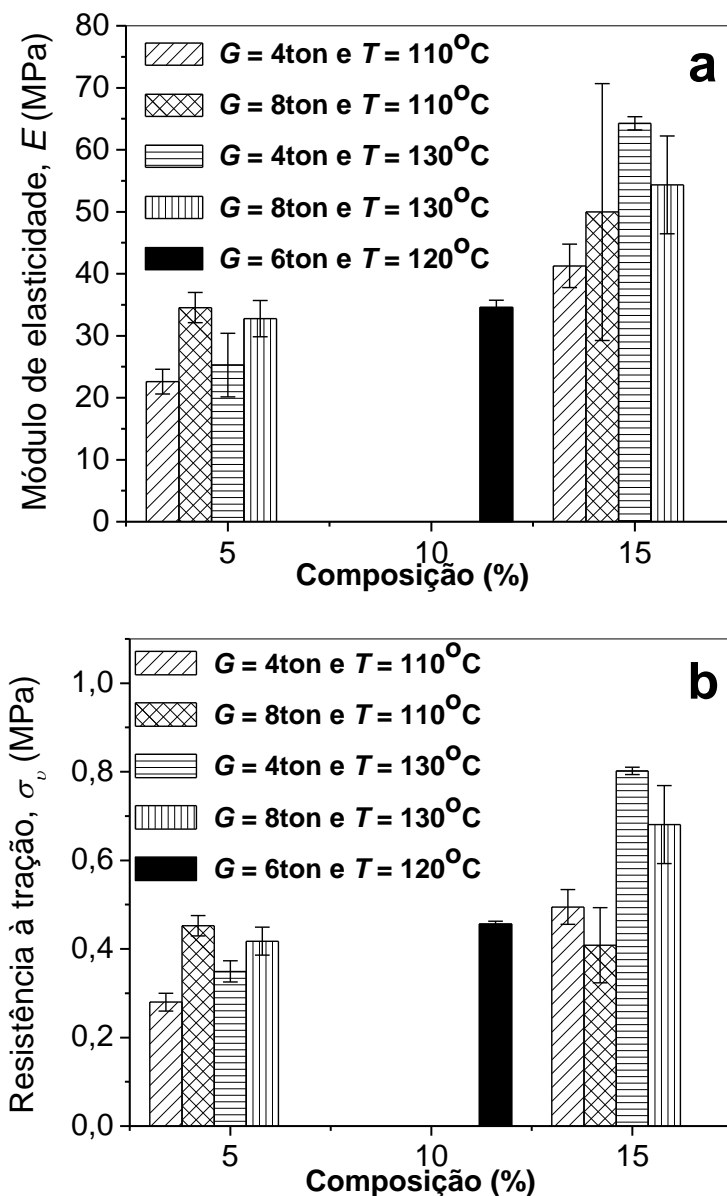 80
70
60
50
40
30
20
10
0
Módulo de elasticidade, E (MPa)
G = 4ton e T = 110°C
G = 8ton e T = 110°C
G = 4ton e T = 130°C
G = 8ton e T = 130°C
G = 6ton e T = 120°C
a
5 10 15
Composição (%)
1,0
0,8
0,6
0,4
0,2
0,0
Resistência à tração, σ_υ (MPa)
G = 4ton e T = 110°C
G = 8ton e T = 110°C
G = 4ton e T = 130°C
G = 8ton e T = 130°C
G = 6ton e T = 120°C
b
5 10 15
Composição (%)